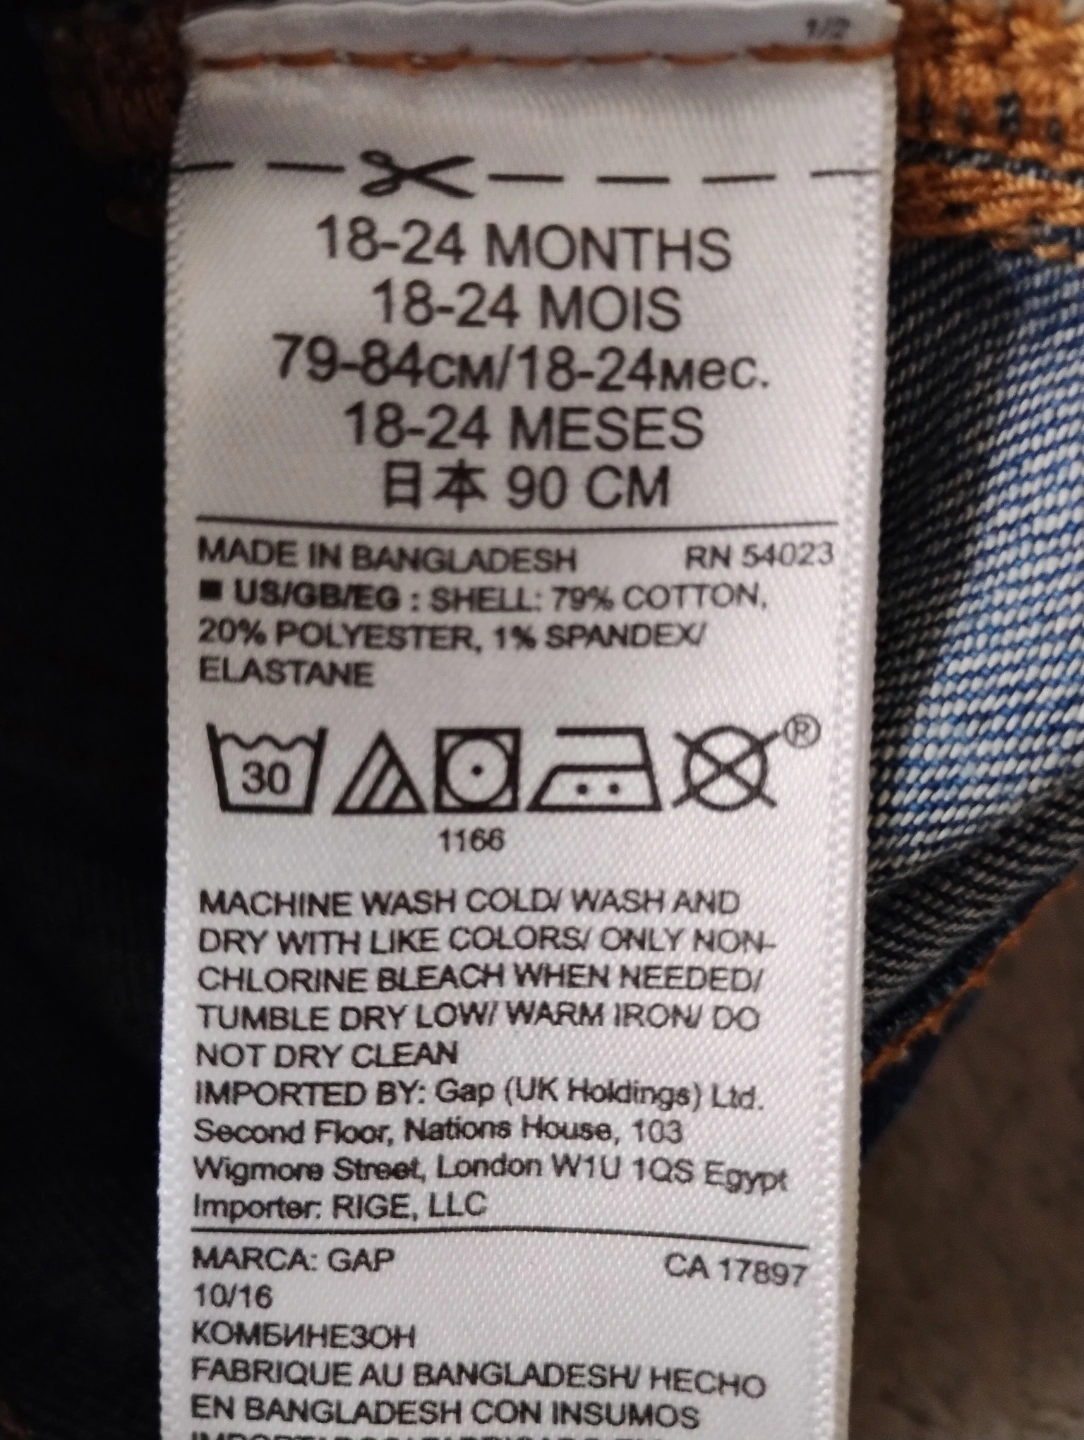 1/2
18-24 MONTHS
18-24 MOIS
79-84см/18-24мес.
18-24 MESES
日本 90 CM
MADE IN BANGLADESH RN 54023
■ US/GB/EG : SHELL: 79% COTTON,
20% POLYESTER, 1% SPANDEX/
ELASTANE
30
®
1166
MACHINE WASH COLD/ WASH AND
DRY WITH LIKE COLORS/ ONLY NON-
CHLORINE BLEACH WHEN NEEDED/
TUMBLE DRY LOW/ WARM IRON/ DO
NOT DRY CLEAN
IMPORTED BY: Gap (UK Holdings) Ltd.
Second Floor, Nations House, 103
Wigmore Street, London W1U 1QS Egypt
Importer: RIGE, LLC
MARCA: GAP CA 17897
10/16
КОМБИНЕЗОН
FABRIQUE AU BANGLADESH/ HECHO
EN BANGLADESH CON INSUMOS